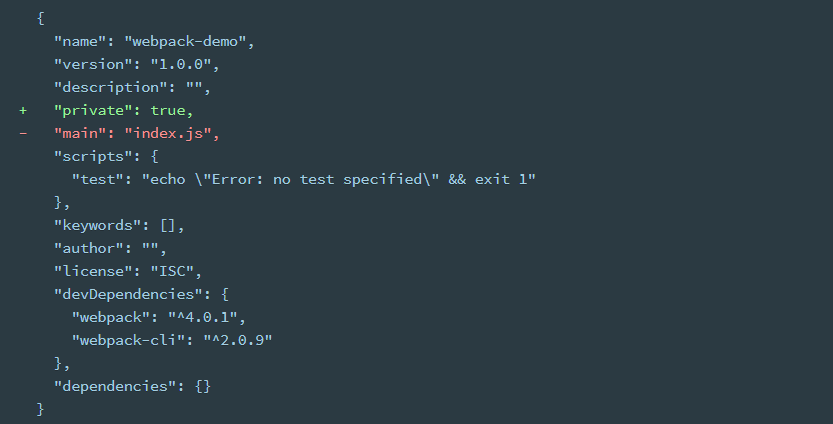 {
  "name": "webpack-demo",
  "version": "1.0.0",
  "description": "",
+   "private": true,
-   "main": "index.js",
  "scripts": {
    "test": "echo \"Error: no test specified\" && exit 1"
  },
  "keywords": [],
  "author": "",
  "license": "ISC",
  "devDependencies": {
    "webpack": "^4.0.1",
    "webpack-cli": "^2.0.9"
  },
  "dependencies": {}
}